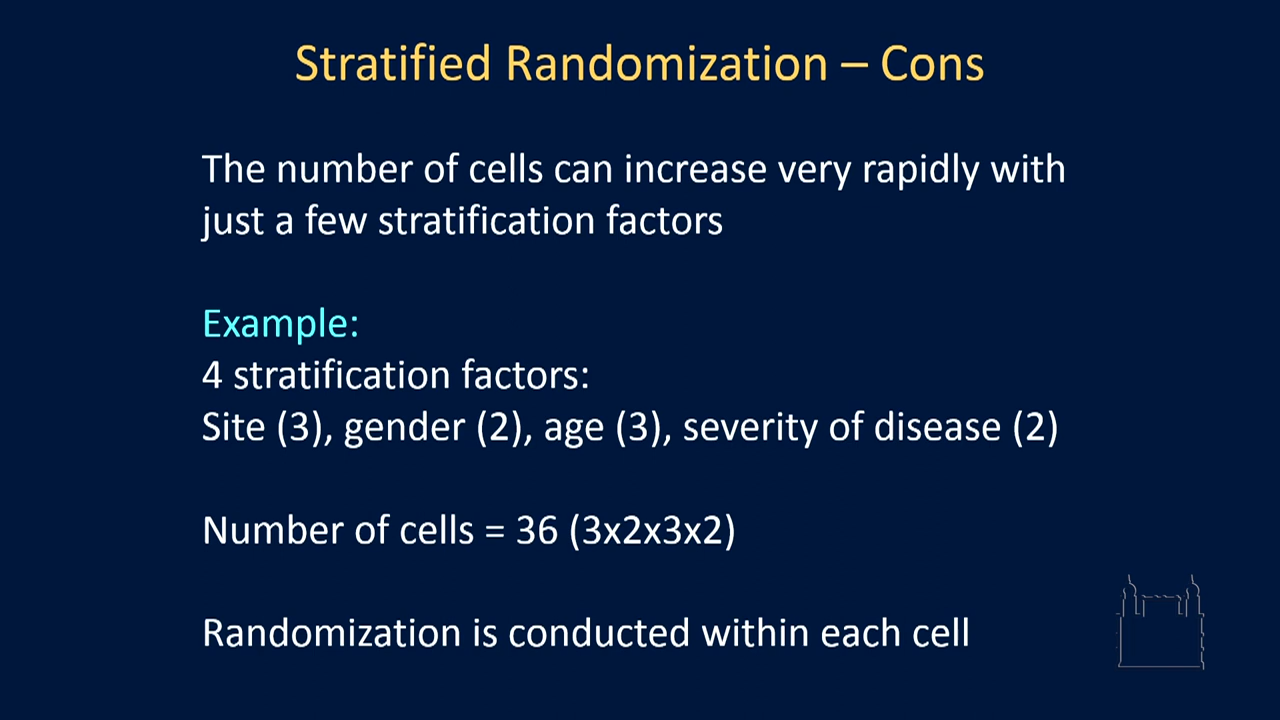 Stratified Randomization – Cons
The number of cells can increase very rapidly with
just a few stratification factors
Example:
4 stratification factors:
Site (3), gender (2), age (3), severity of disease (2)
Number of cells = 36 (3x2x3x2)
Randomization is conducted within each cell